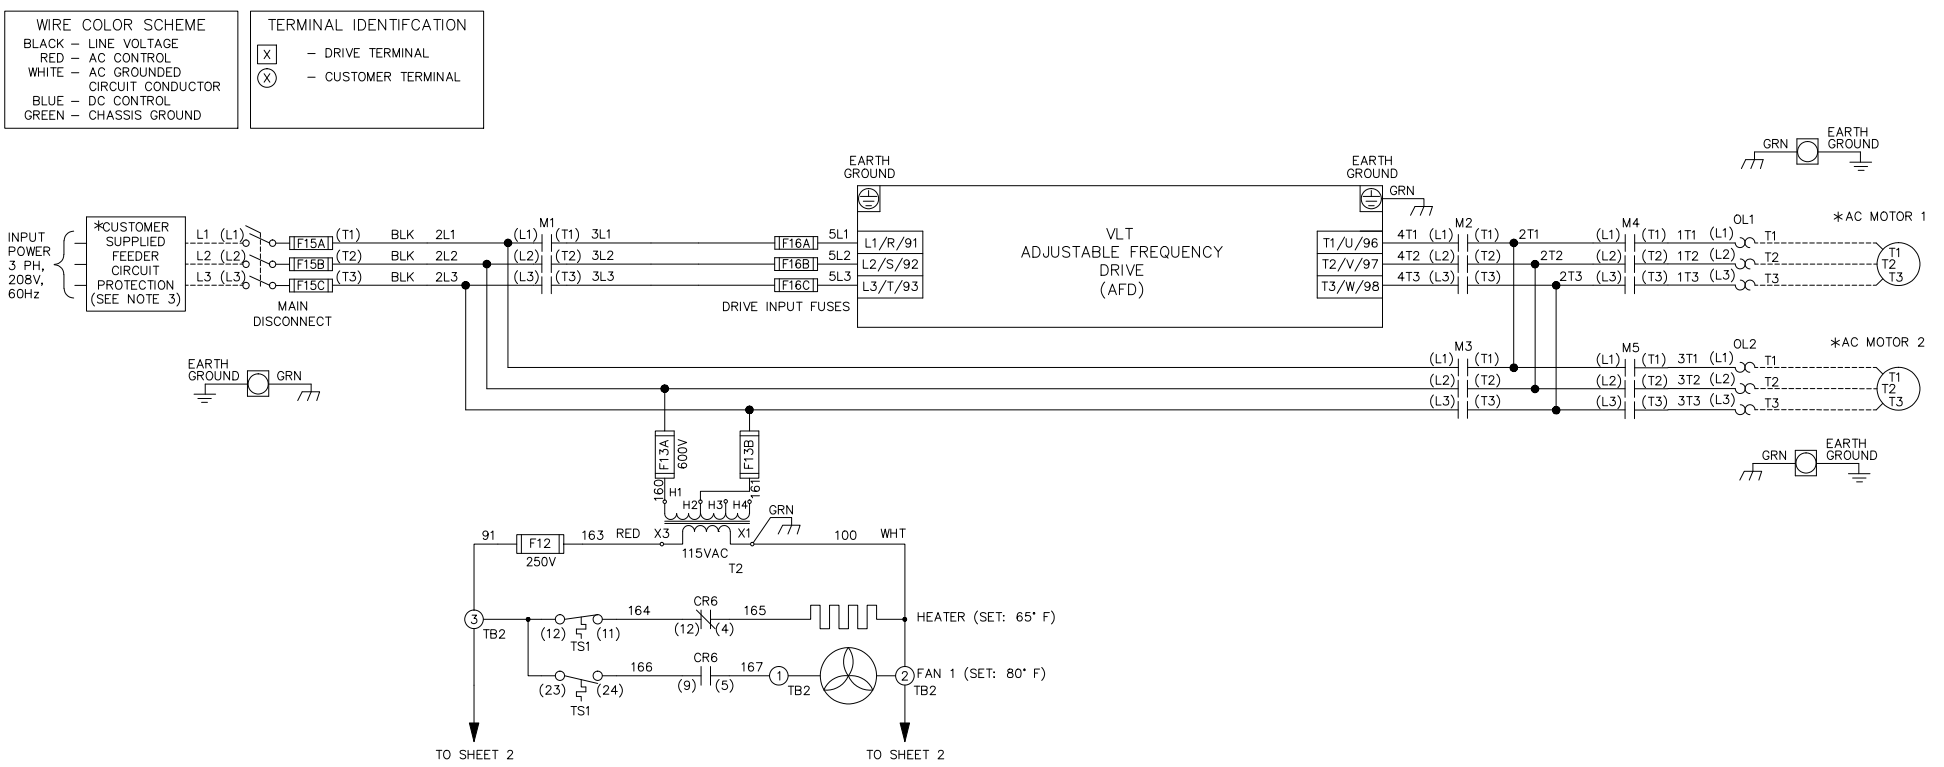 WIRE COLOR SCHEME
BLACK – LINE VOLTAGE
RED – AC CONTROL
WHITE – AC GROUNDED
CIRCUIT CONDUCTOR
BLUE – DC CONTROL
GREEN – CHASSIS GROUND
TERMINAL IDENTIFCATION
X – DRIVE TERMINAL
X – CUSTOMER TERMINAL
INPUT
POWER
3 PH,
208V,
60Hz
*CUSTOMER
SUPPLIED
FEEDER
CIRCUIT
PROTECTION
(SEE NOTE 3)
L1 (L1) F15A (T1) BLK 2L1 (L1) M1 (T1) 3L1 F16A 5L1 L1/R/91
L2 (L2) F15B (T2) BLK 2L2 (L2) (T2) 3L2 F16B 5L2 L2/S/92
L3 (L3) F15C (T3) BLK 2L3 (L3) (T3) 3L3 F16C 5L3 L3/T/93
MAIN
DISCONNECT
DRIVE INPUT FUSES
EARTH
GROUND
VLT
ADJUSTABLE FREQUENCY
DRIVE
(AFD)
EARTH
GROUND
GRN
T1/U/96 4T1 (L1) M2 (T1) 2T1 (L1) M4 (T1) 1T1 (L1) OL1 T1
T2/V/97 4T2 (L2) (T2) 2T2 (L2) (T2) 1T2 (L2) T2
T3/W/98 4T3 (L3) (T3) 2T3 (L3) (T3) 1T3 (L3) T3
*AC MOTOR 1
T1
T2
T3
GRN
EARTH
GROUND
EARTH
GROUND
GRN
(L1) M3 (T1) (L1) M5 (T1) 3T1 (L1) OL2 T1
(L2) (T2) (L2) (T2) 3T2 (L2) T2
(L3) (T3) (L3) (T3) 3T3 (L3) T3
*AC MOTOR 2
T1
T2
T3
GRN
EARTH
GROUND
F13A
600V
F13B
160
161
H1
H2 H3 H4
GRN
91 F12 163 RED X3 X1 100 WHT
250V
115VAC
T2
3
TB2
(12) (11)
TS1
164
CR6
(12) (4)
165
HEATER (SET: 65° F)
(23) (24)
TS1
166
CR6
(9) (5)
167
1
TB2
2
TB2
FAN 1 (SET: 80° F)
TO SHEET 2
TO SHEET 2